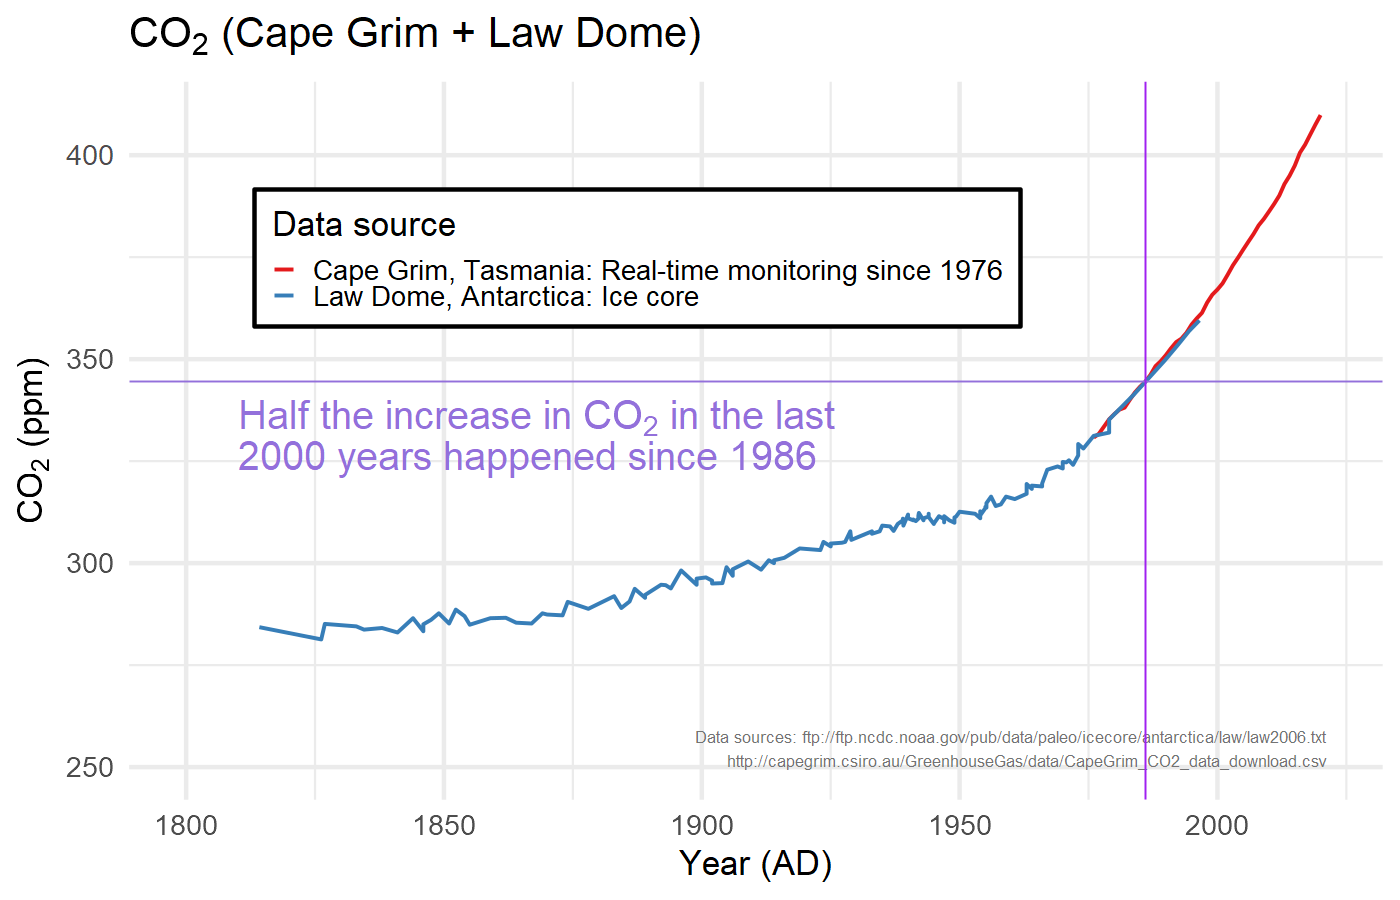 CO₂ (Cape Grim + Law Dome)
400
350
300
250
CO₂ (ppm)
Data source
Cape Grim, Tasmania: Real-time monitoring since 1976
Law Dome, Antarctica: Ice core
Half the increase in CO₂ in the last
2000 years happened since 1986
Data sources: ftp://ftp.ncdc.noaa.gov/pub/data/paleo/icecore/antarctica/law/law2006.txt
http://capegrim.csiro.au/GreenhouseGas/data/CapeGrim_CO2_data_download.csv
1800 1850 1900 1950 2000
Year (AD)